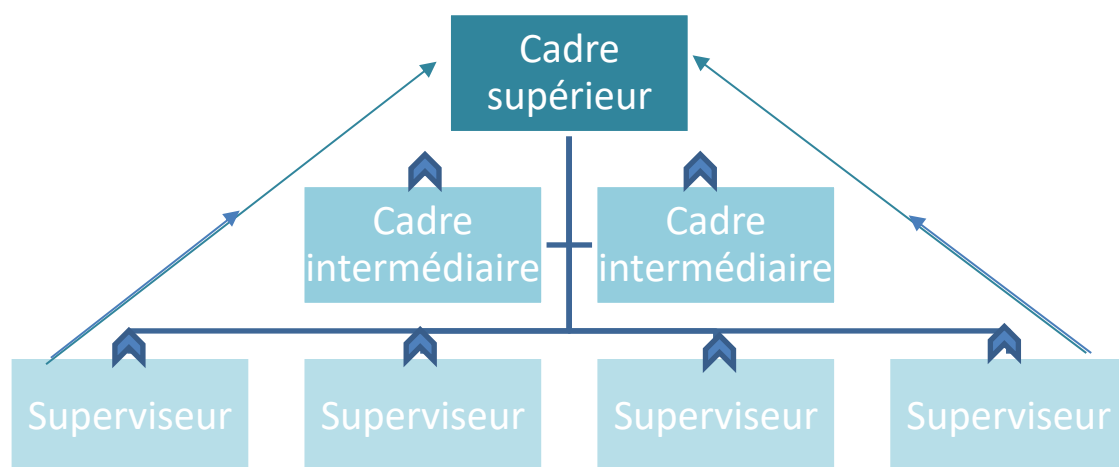 Cadre
supérieur
Cadre
intermédiaire
Cadre
intermédiaire
Superviseur
Superviseur
Superviseur
Superviseur